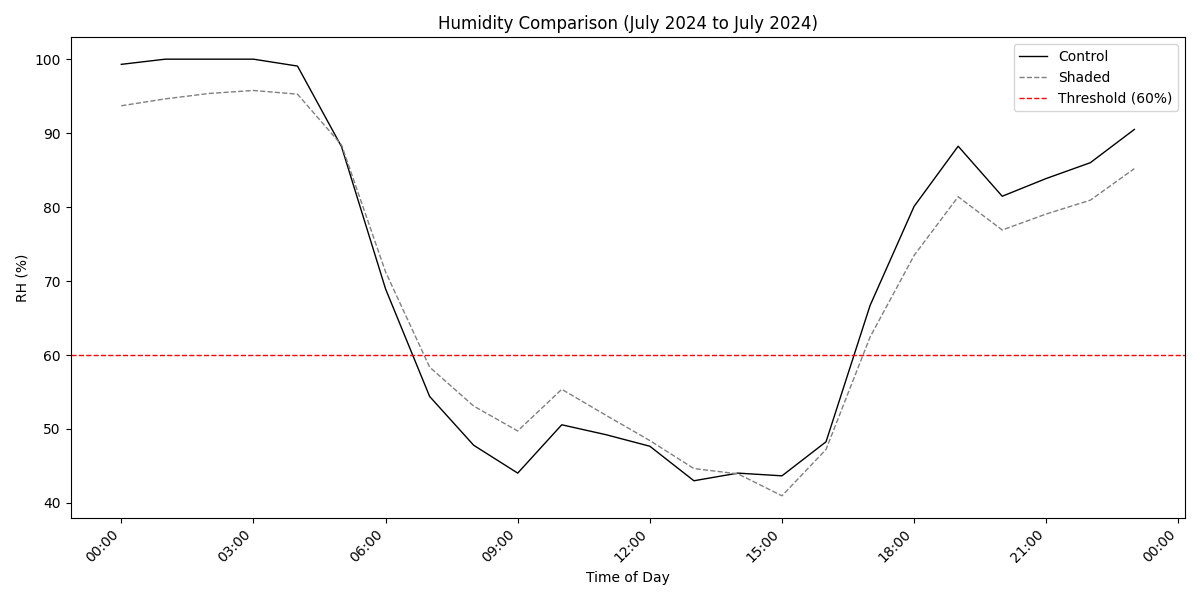 Humidity Comparison (July 2024 to July 2024)
Control
Shaded
Threshold (60%)
RH (%)
100
90
80
70
60
50
40
00:00
03:00
06:00
09:00
12:00
15:00
18:00
21:00
00:00
Time of Day